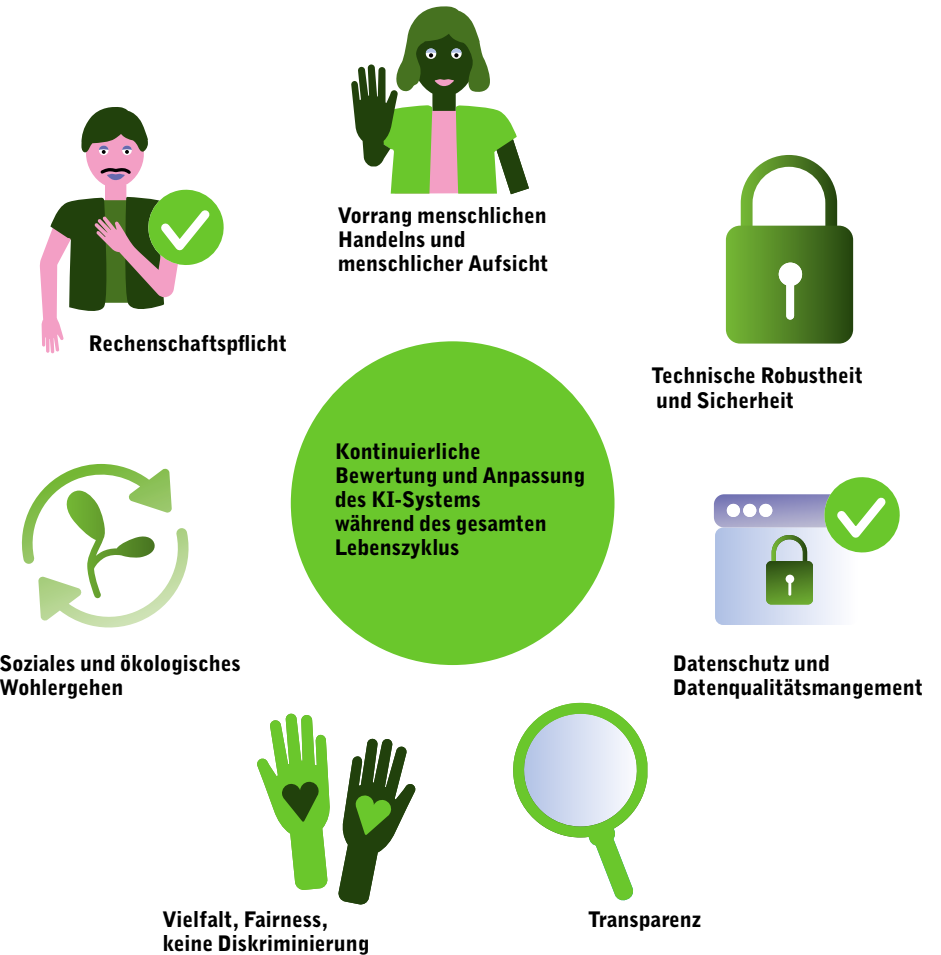 Vorrang menschlichen
Handelns und
menschlicher Aufsicht
Rechenschaftspflicht
Technische Robustheit
und Sicherheit
Kontinuierliche
Bewertung und Anpassung
des KI-Systems
während des gesamten
Lebenszyklus
Soziales und ökologisches
Wohlergehen
Datenschutz und
Datenqualitätsmangement
Vielfalt, Fairness,
keine Diskriminierung
Transparenz